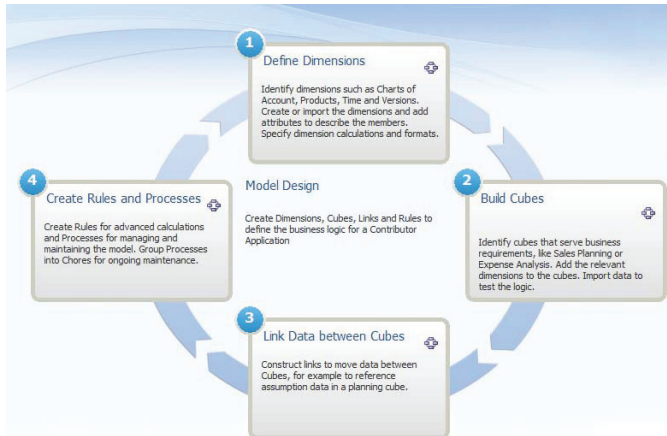 1
Define Dimensions
Identify dimensions such as Charts of
Account, Products, Time and Versions.
Create or import the dimensions and add
attributes to describe the members.
Specify dimension calculations and formats.
2
Build Cubes
Identify cubes that serve business
requirements, like Sales Planning or
Expense Analysis. Add the relevant
dimensions to the cubes. Import data to
test the logic.
3
Link Data between Cubes
Construct links to move data between
Cubes, for example to reference
assumption data in a planning cube.
4
Create Rules and Processes
Create Rules for advanced calculations
and Processes for managing and
maintaining the model. Group Processes
into Chores for ongoing maintenance.
Model Design
Create Dimensions, Cubes, Links and Rules to
define the business logic for a Contributor
Application